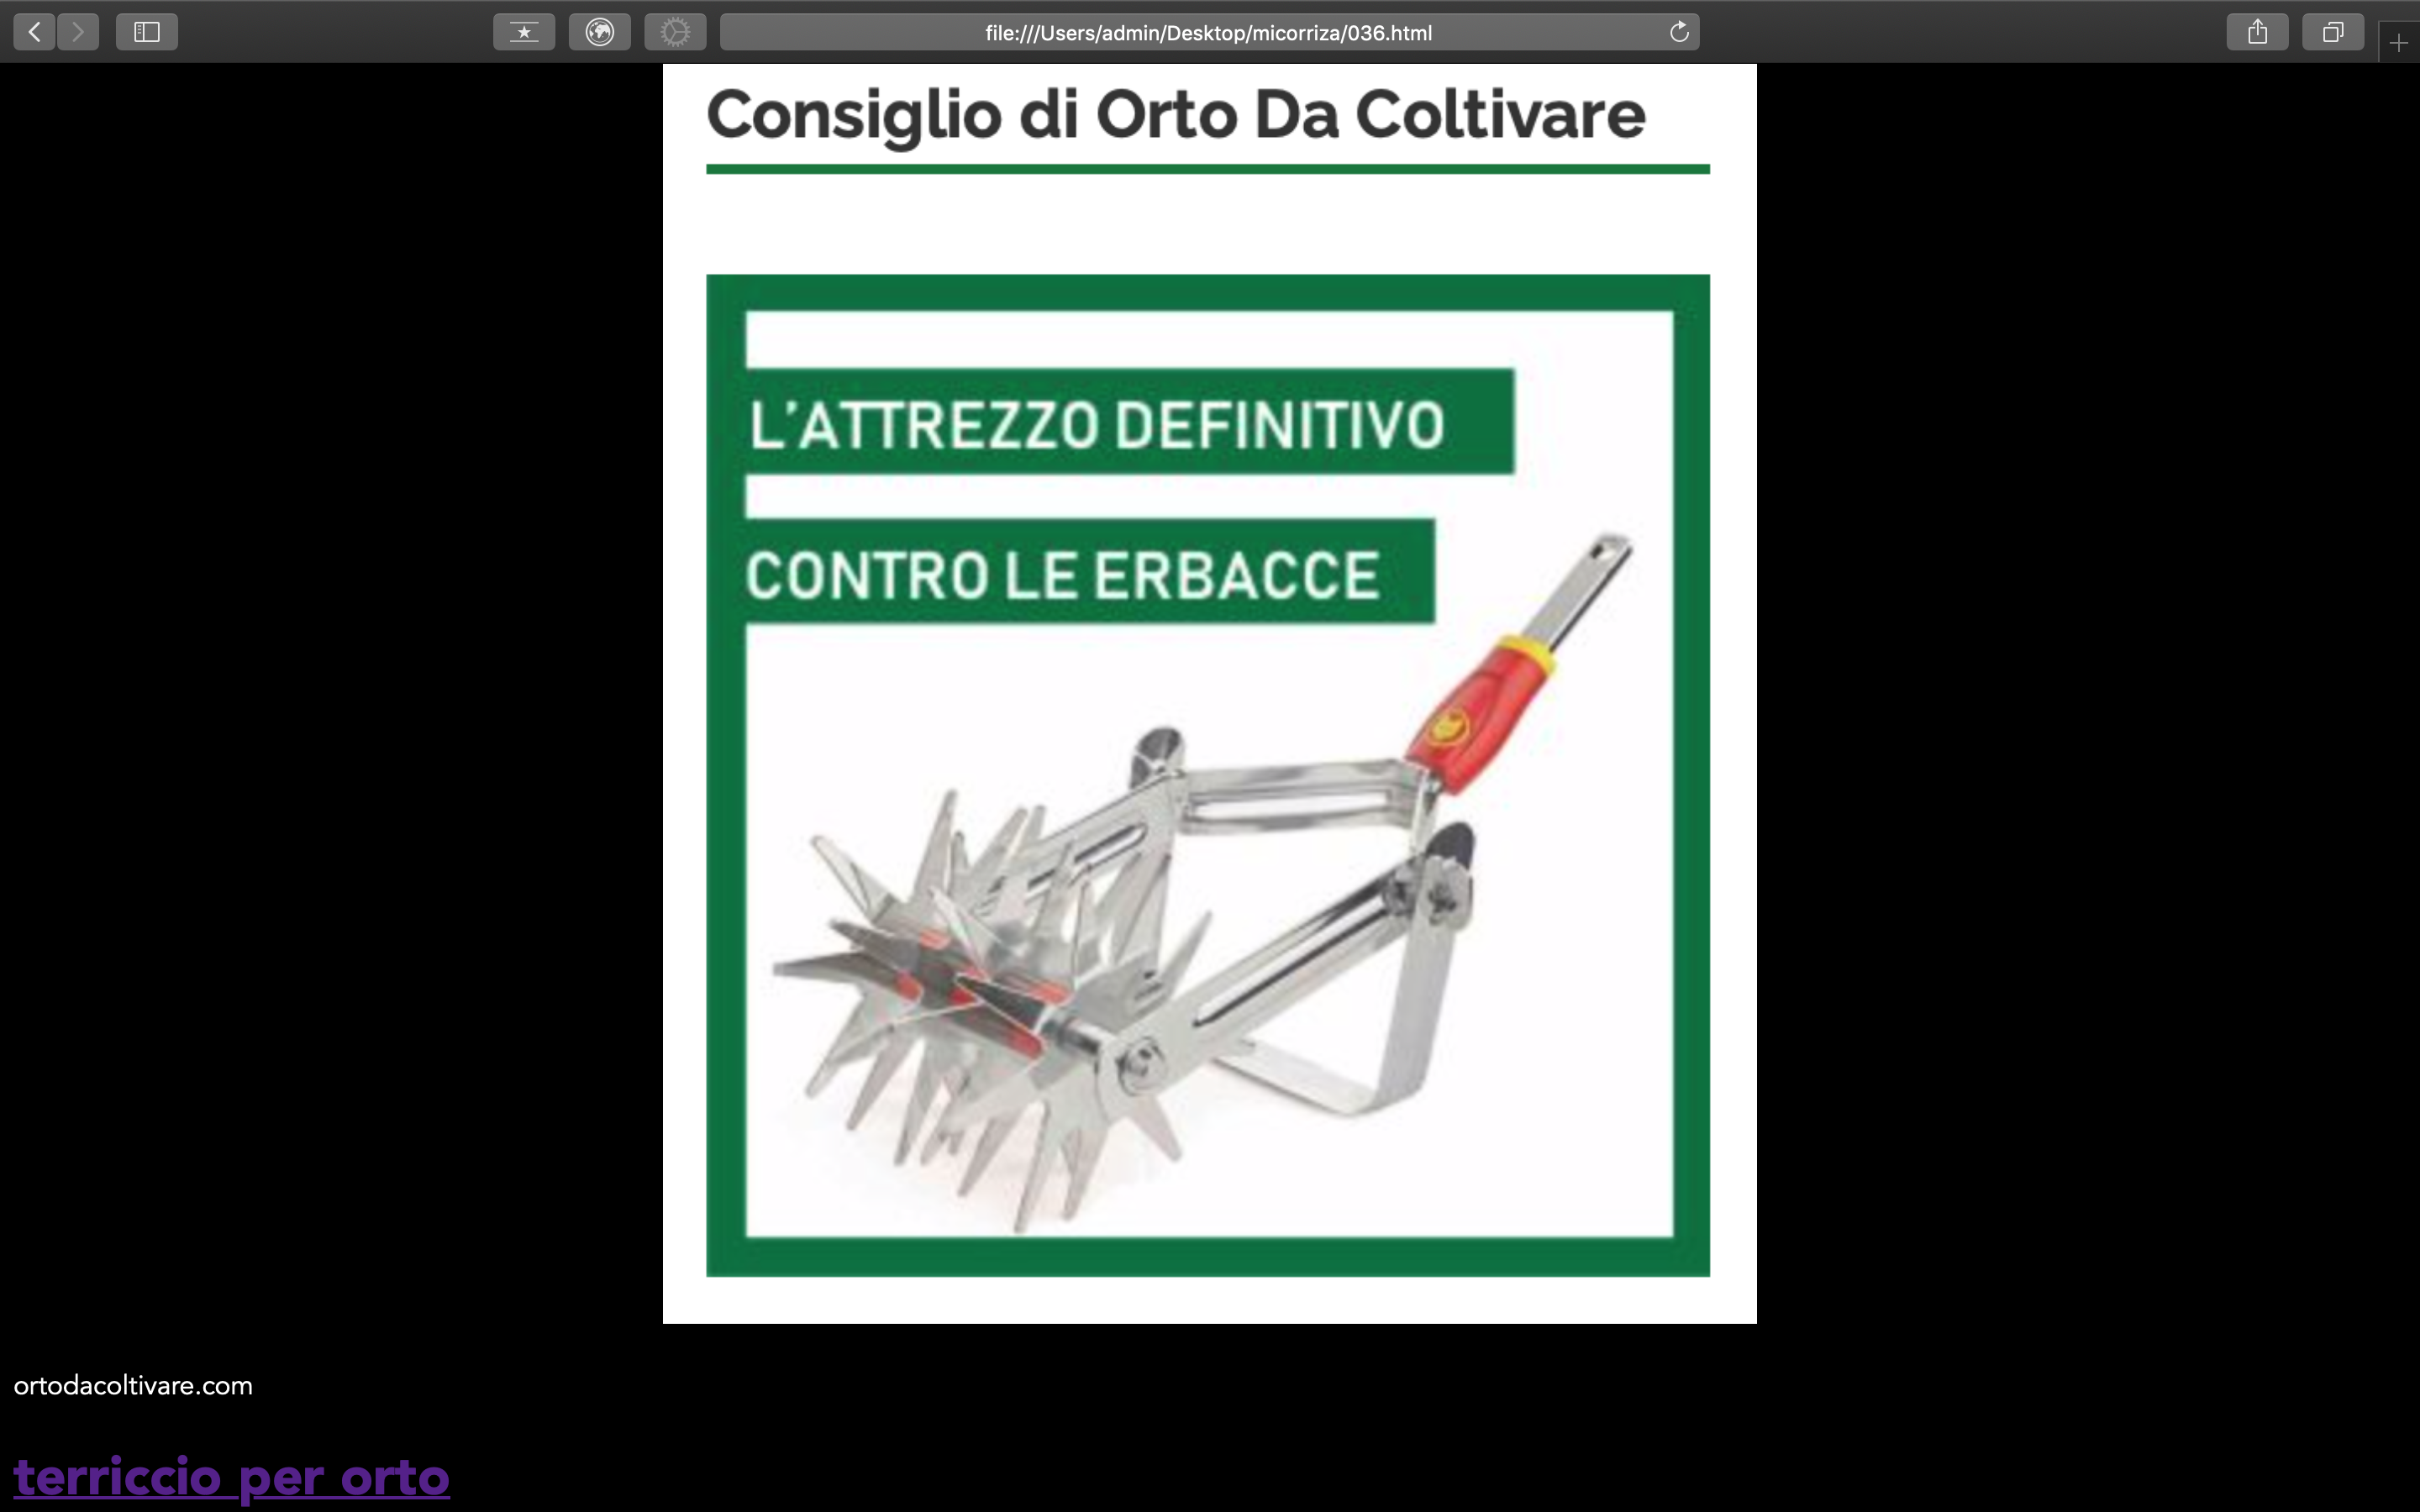 file:///Users/admin/Desktop/micorriza/036.html
Consiglio di Orto Da Coltivare
L'ATTREZZO DEFINITIVO
CONTRO LE ERBACCE
ortodacoltivare.com
terriccio per orto